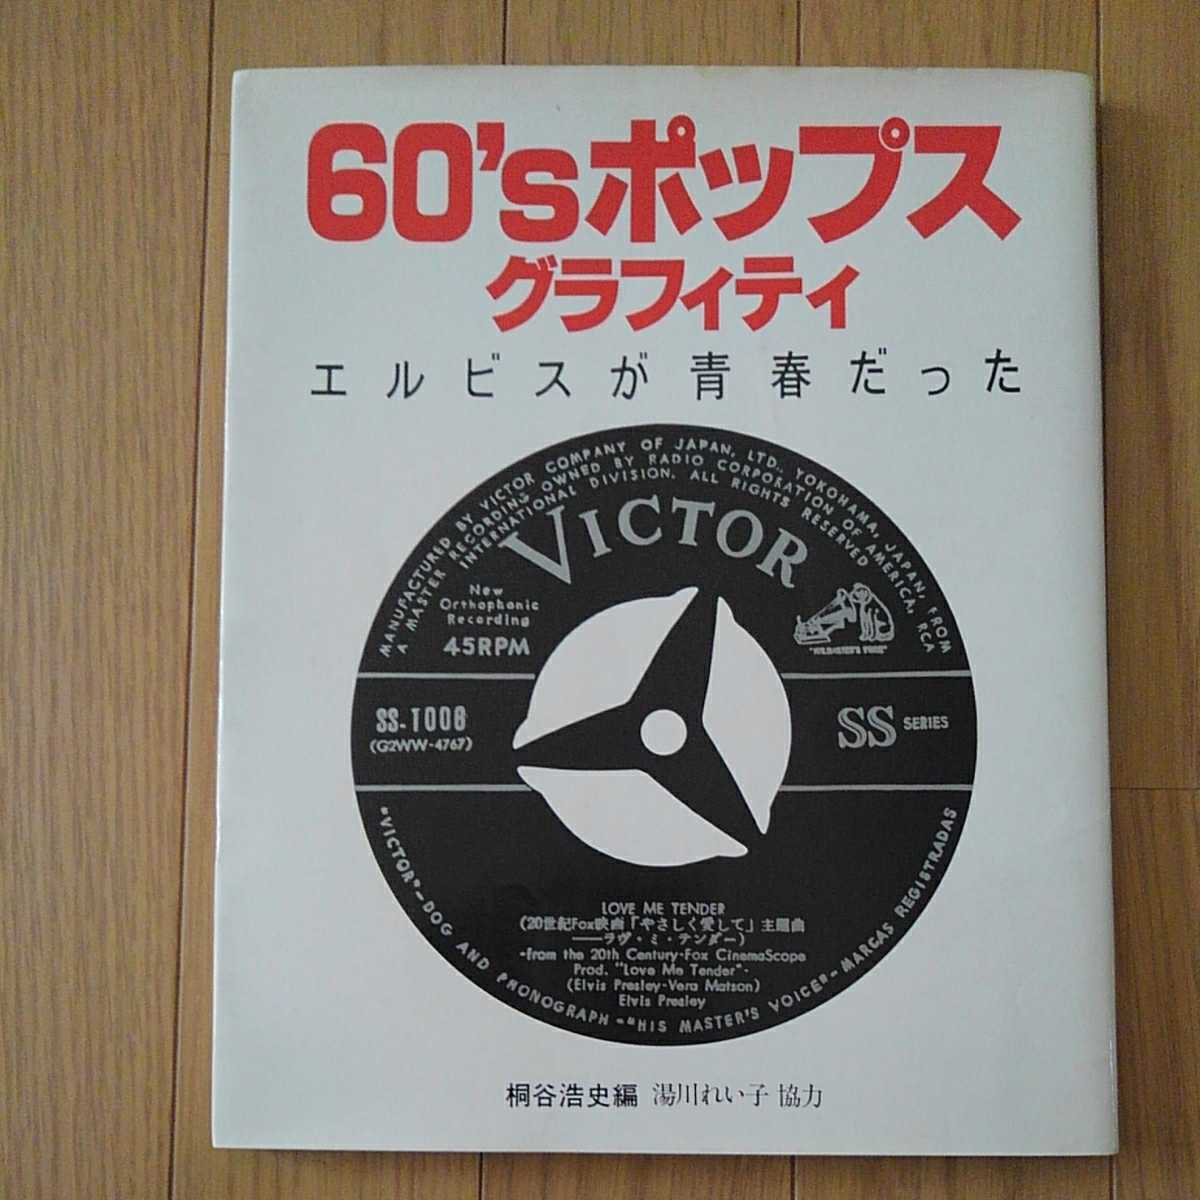 60'sポップス
グラフィティ
エルビスが青春だった
MANUFACTURED BY VICTOR COMPANY OF JAPAN, LTD., YOKOHAMA, JAPAN, FROM
A MASTER RECORDING OWNED BY RADIO CORPORATION OF AMERICA, RCA
INTERNATIONAL DIVISION. ALL RIGHTS RESERVED
VICTOR
New
Orthophonic
Recording
45RPM
"HIS MASTER'S VOICE"
SS-1008
(G2WW-4767)
SS SERIES
LOVE ME TENDER
(20世紀Fox映画「やさしく愛して」主題曲
——ラヴ・ミ・テンダー)
-from the 20th Century-Fox CinemaScope
Prod. "Love Me Tender"-
(Elvis Presley-Vera Matson)
Elvis Presley
"VICTOR"-DOG AND PHONOGRAPH-"HIS MASTER'S VOICE"-MARCAS REGISTRADAS
桐谷浩史編 湯川れい子 協力